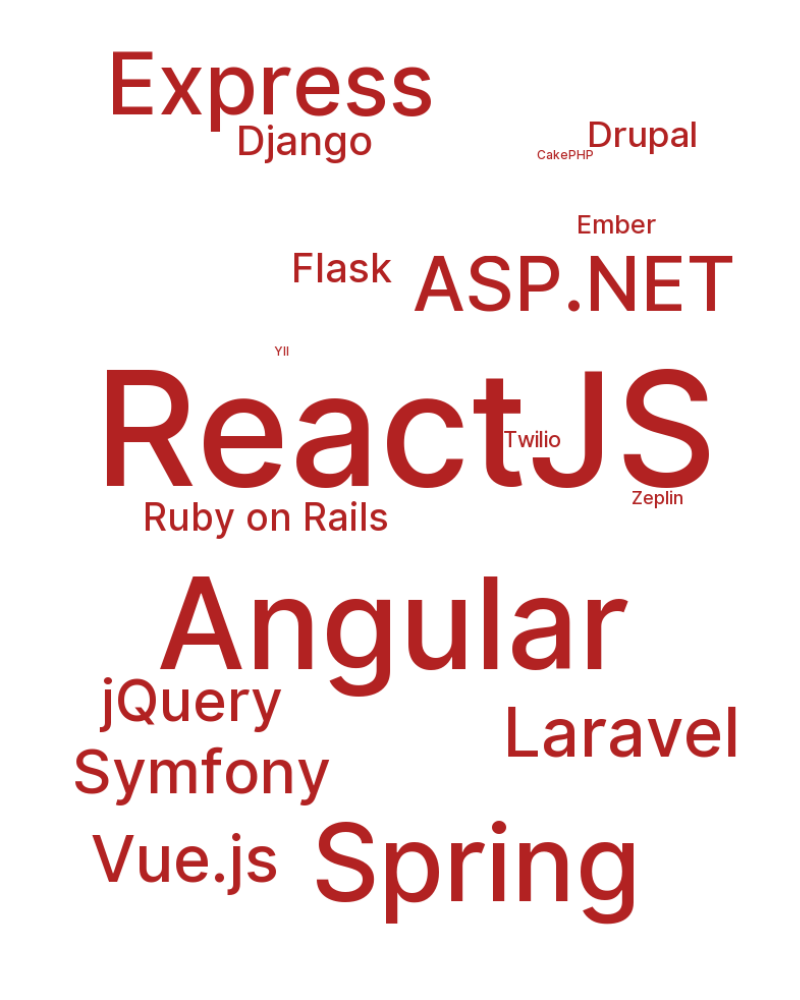 Express
Django
Drupal
CakePHP
Ember
Flask
ASP.NET
YII
ReactJS
Twilio
Zeplin
Ruby on Rails
Angular
jQuery
Laravel
Symfony
Vue.js
Spring